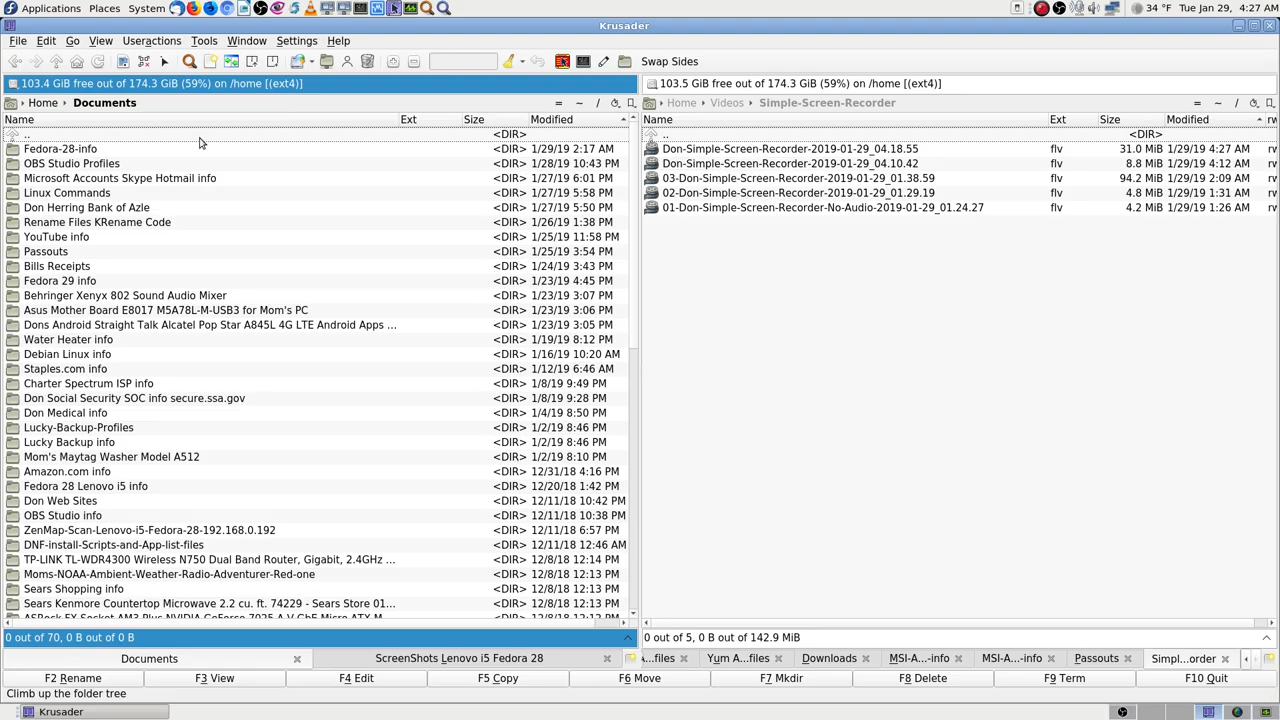 Applications Places System 34 °F Tue Jan 29, 4:27 AM
Krusader
File Edit Go View Useractions Tools Window Settings Help
Swap Sides
103.4 GiB free out of 174.3 GiB (59%) on /home [(ext4)] 103.5 GiB free out of 174.3 GiB (59%) on /home [(ext4)]
Home Documents = ~ / Home Videos Simple-Screen-Recorder = ~ /
Name Ext Size Modified Name Ext Size Modified rw
.. <DIR> .. <DIR>
Fedora-28-info <DIR> 1/29/19 2:17 AM Don-Simple-Screen-Recorder-2019-01-29_04.18.55 flv 31.0 MiB 1/29/19 4:27 AM rw
OBS Studio Profiles <DIR> 1/28/19 10:43 PM Don-Simple-Screen-Recorder-2019-01-29_04.10.42 flv 8.8 MiB 1/29/19 4:12 AM rw
Microsoft Accounts Skype Hotmail info <DIR> 1/27/19 6:01 PM 03-Don-Simple-Screen-Recorder-2019-01-29_01.38.59 flv 94.2 MiB 1/29/19 2:09 AM rw
Linux Commands <DIR> 1/27/19 5:58 PM 02-Don-Simple-Screen-Recorder-2019-01-29_01.29.19 flv 4.8 MiB 1/29/19 1:31 AM rw
Don Herring Bank of Azle <DIR> 1/27/19 5:50 PM 01-Don-Simple-Screen-Recorder-No-Audio-2019-01-29_01.24.27 flv 4.2 MiB 1/29/19 1:26 AM rw
Rename Files KRename Code <DIR> 1/26/19 1:38 PM
YouTube info <DIR> 1/25/19 11:58 PM
Passouts <DIR> 1/25/19 3:54 PM
Bills Receipts <DIR> 1/24/19 3:43 PM
Fedora 29 info <DIR> 1/23/19 4:45 PM
Behringer Xenyx 802 Sound Audio Mixer <DIR> 1/23/19 3:07 PM
Asus Mother Board E8017 M5A78L-M-USB3 for Mom's PC <DIR> 1/23/19 3:06 PM
Dons Android Straight Talk Alcatel Pop Star A845L 4G LTE Android Apps ... <DIR> 1/23/19 3:05 PM
Water Heater info <DIR> 1/19/19 8:12 PM
Debian Linux info <DIR> 1/16/19 10:20 AM
Staples.com info <DIR> 1/12/19 6:46 AM
Charter Spectrum ISP info <DIR> 1/8/19 9:49 PM
Don Social Security SOC info secure.ssa.gov <DIR> 1/8/19 9:28 PM
Don Medical info <DIR> 1/4/19 8:50 PM
Lucky-Backup-Profiles <DIR> 1/2/19 8:46 PM
Lucky Backup info <DIR> 1/2/19 8:46 PM
Mom's Maytag Washer Model A512 <DIR> 1/2/19 8:10 PM
Amazon.com info <DIR> 12/31/18 4:16 PM
Fedora 28 Lenovo i5 info <DIR> 12/20/18 1:42 PM
Don Web Sites <DIR> 12/11/18 10:42 PM
OBS Studio info <DIR> 12/11/18 10:38 PM
ZenMap-Scan-Lenovo-i5-Fedora-28-192.168.0.192 <DIR> 12/11/18 6:57 PM
DNF-install-Scripts-and-App-list-files <DIR> 12/11/18 12:46 AM
TP-LINK TL-WDR4300 Wireless N750 Dual Band Router, Gigabit, 2.4GHz ... <DIR> 12/8/18 12:14 PM
Moms-NOAA-Ambient-Weather-Radio-Adventurer-Red-one <DIR> 12/8/18 12:13 PM
Sears Shopping info <DIR> 12/8/18 12:13 PM
Sears Kenmore Countertop Microwave 2.2 cu. ft. 74229 - Sears Store 01... <DIR> 12/8/18 12:13 PM
0 out of 70, 0 B out of 0 B 0 out of 5, 0 B out of 142.9 MiB
Documents ScreenShots Lenovo i5 Fedora 28 ...files Yum A...files Downloads MSI-A...-info MSI-A...-info Passouts Simpl...order
F2 Rename F3 View F4 Edit F5 Copy F6 Move F7 Mkdir F8 Delete F9 Term F10 Quit
Climb up the folder tree
Krusader